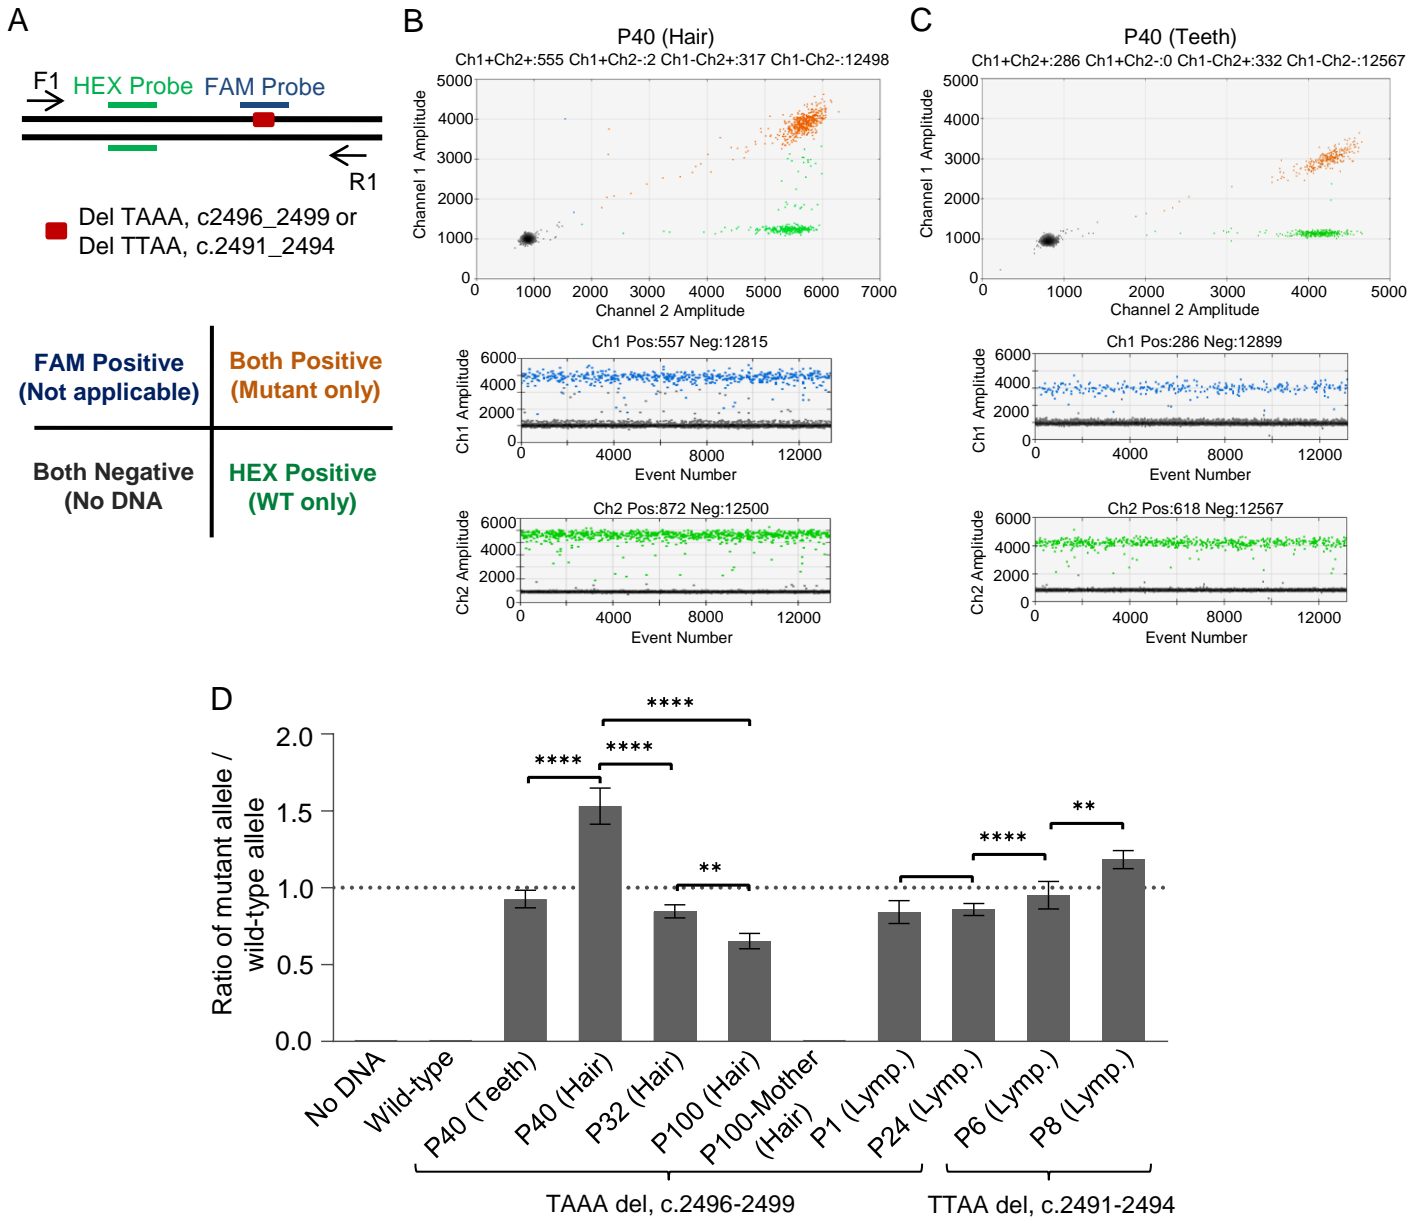 A
F1
HEX Probe
FAM Probe
R1
Del TAAA, c2496_2499 or
Del TTAA, c.2491_2494
FAM Positive
(Not applicable)
Both Positive
(Mutant only)
Both Negative
(No DNA
HEX Positive
(WT only)
B
P40 (Hair)
Ch1+Ch2+:555 Ch1+Ch2-:2 Ch1-Ch2+:317 Ch1-Ch2-:12498
Channel 1 Amplitude
5000
4000
3000
2000
1000
0
0 1000 2000 3000 4000 5000 6000 7000
Channel 2 Amplitude
Ch1 Pos:557 Neg:12815
Ch1 Amplitude
6000
4000
2000
0
0 4000 8000 12000
Event Number
Ch2 Pos:872 Neg:12500
Ch2 Amplitude
6000
4000
2000
0
0 4000 8000 12000
Event Number
C
P40 (Teeth)
Ch1+Ch2+:286 Ch1+Ch2-:0 Ch1-Ch2+:332 Ch1-Ch2-:12567
Channel 1 Amplitude
5000
4000
3000
2000
1000
0
0 1000 2000 3000 4000 5000
Channel 2 Amplitude
Ch1 Pos:286 Neg:12899
Ch1 Amplitude
6000
4000
2000
0
0 4000 8000 12000
Event Number
Ch2 Pos:618 Neg:12567
Ch2 Amplitude
6000
4000
2000
0
0 4000 8000 12000
Event Number
D
Ratio of mutant allele /
wild-type allele
2.0
1.5
1.0
0.5
0.0
****
****
****
**
****
**
No DNA
Wild-type
P40 (Teeth)
P40 (Hair)
P32 (Hair)
P100 (Hair)
P100-Mother
(Hair)
P1 (Lymp.)
P24 (Lymp.)
P6 (Lymp.)
P8 (Lymp.)
TAAA del, c.2496-2499
TTAA del, c.2491-2494